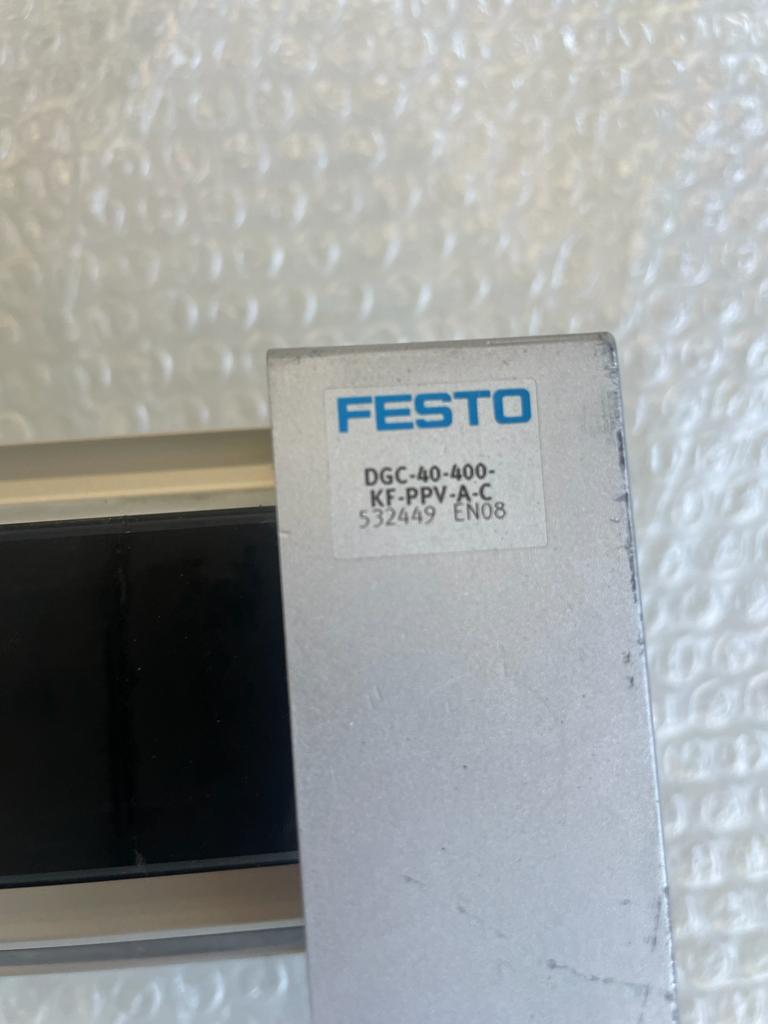 FESTO
DGC-40-400-
KF-PPV-A-C
532449 EN08